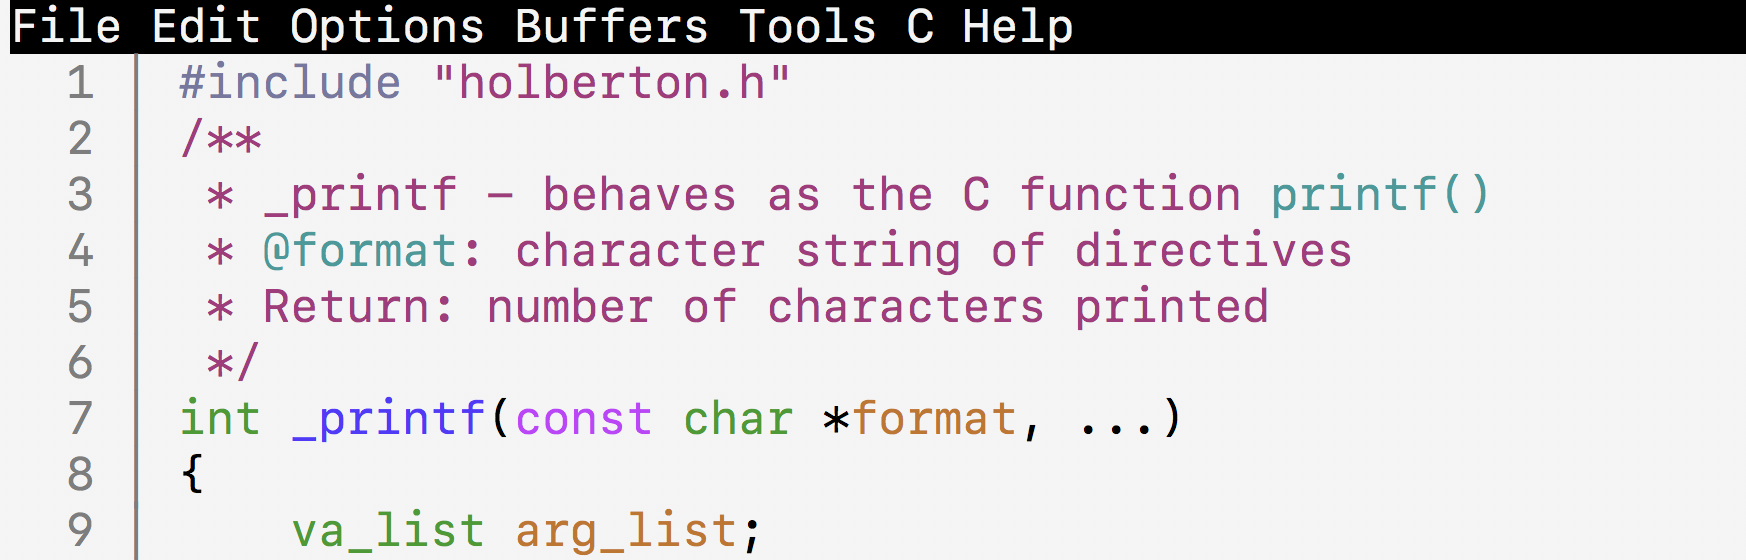 File Edit Options Buffers Tools C Help
1 #include "holberton.h"
2 /**
3  * _printf – behaves as the C function printf()
4  * @format: character string of directives
5  * Return: number of characters printed
6  */
7 int _printf(const char *format, ...)
8 {
9     va_list arg_list;